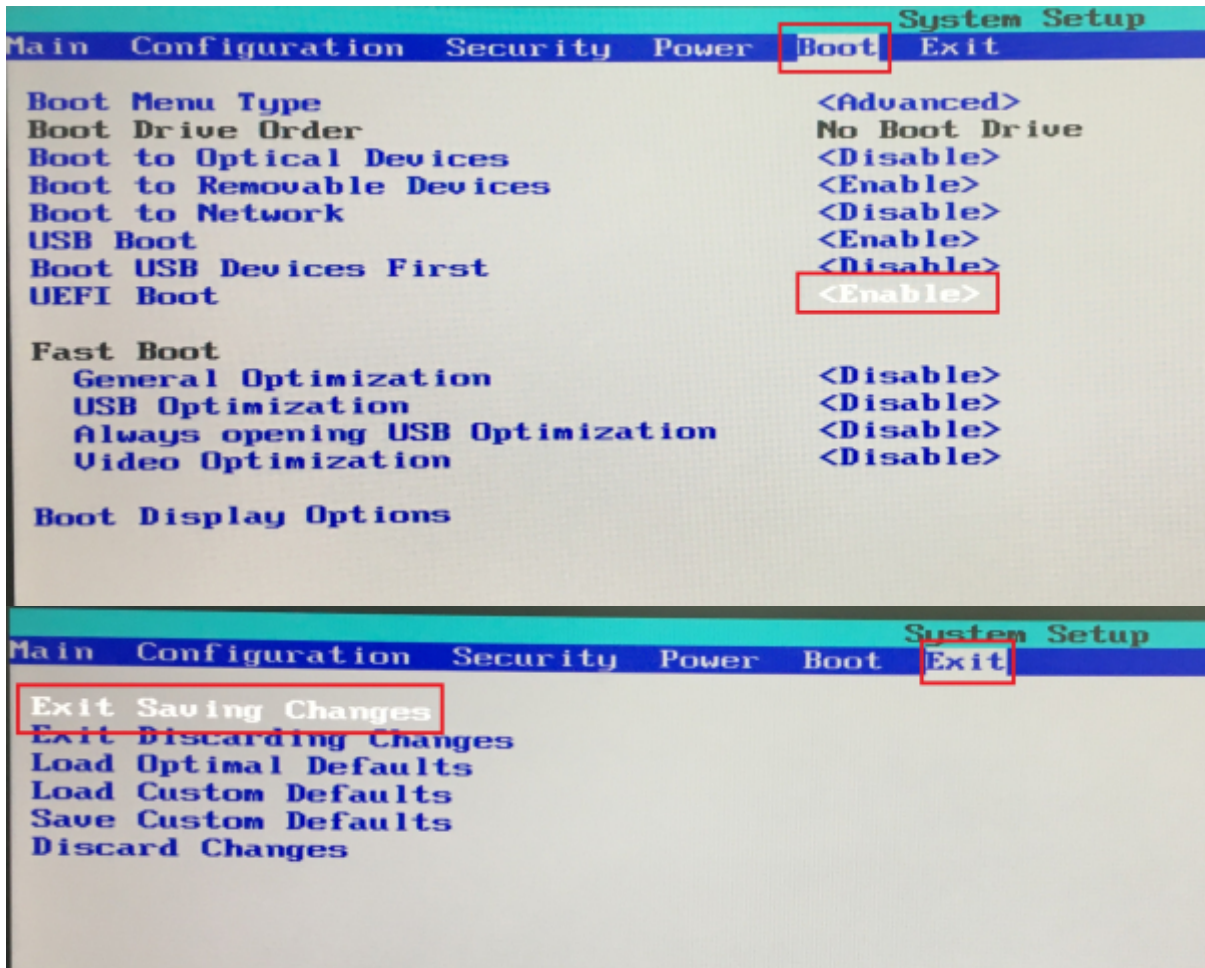 System Setup
Main Configuration Security Power Boot Exit
Boot Menu Type <Advanced>
Boot Drive Order No Boot Drive
Boot to Optical Devices <Disable>
Boot to Removable Devices <Enable>
Boot to Network <Disable>
USB Boot <Enable>
Boot USB Devices First <Disable>
UEFI Boot <Enable>
Fast Boot
General Optimization <Disable>
USB Optimization <Disable>
Always opening USB Optimization <Disable>
Video Optimization <Disable>
Boot Display Options
System Setup
Main Configuration Security Power Boot Exit
Exit Saving Changes
Exit Discarding Changes
Load Optimal Defaults
Load Custom Defaults
Save Custom Defaults
Discard Changes